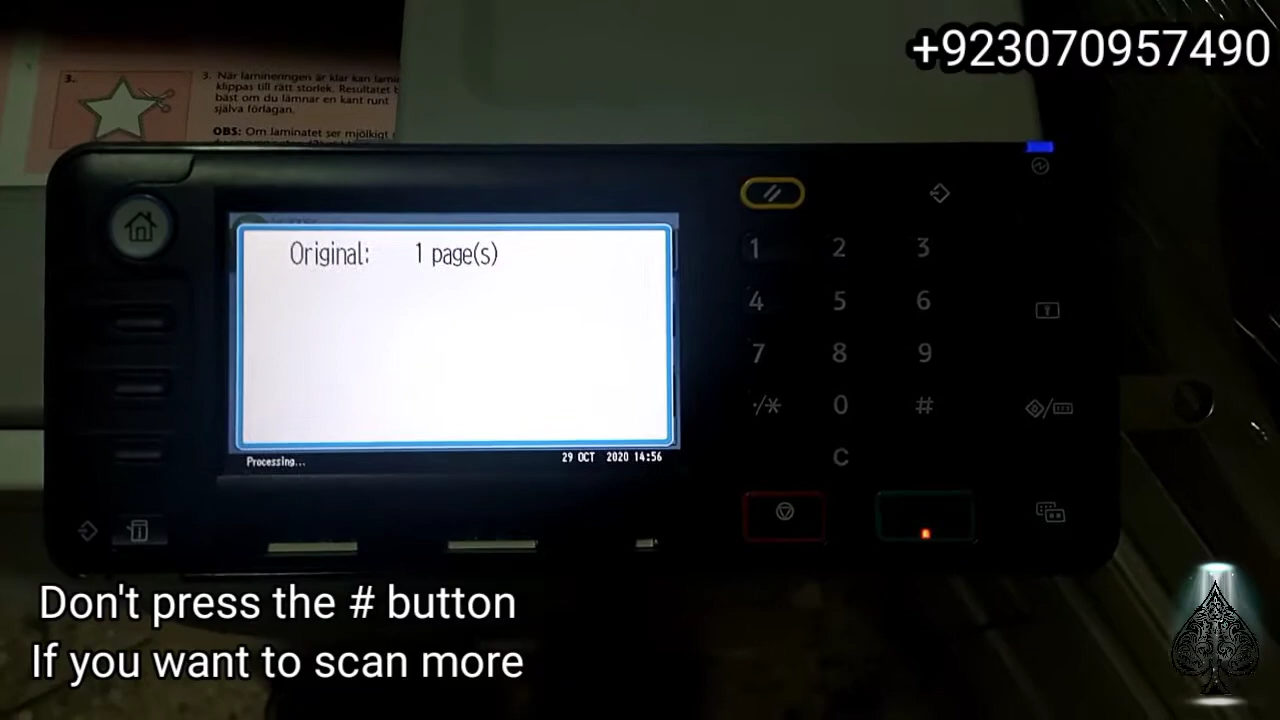 +923070957490
3.
3. När lamineringen är klar kan
klippas till rätt storlek. Resultatet
bäst om du lämnar en kant runt
själva förlagan.
OBS: Om laminatet ser mjölkigt
Original: 1 page(s)
Processing...
29 OCT 2020 14:56
1 2 3
4 5 6
7 8 9
./* 0 #
C
Don't press the # button
If you want to scan more